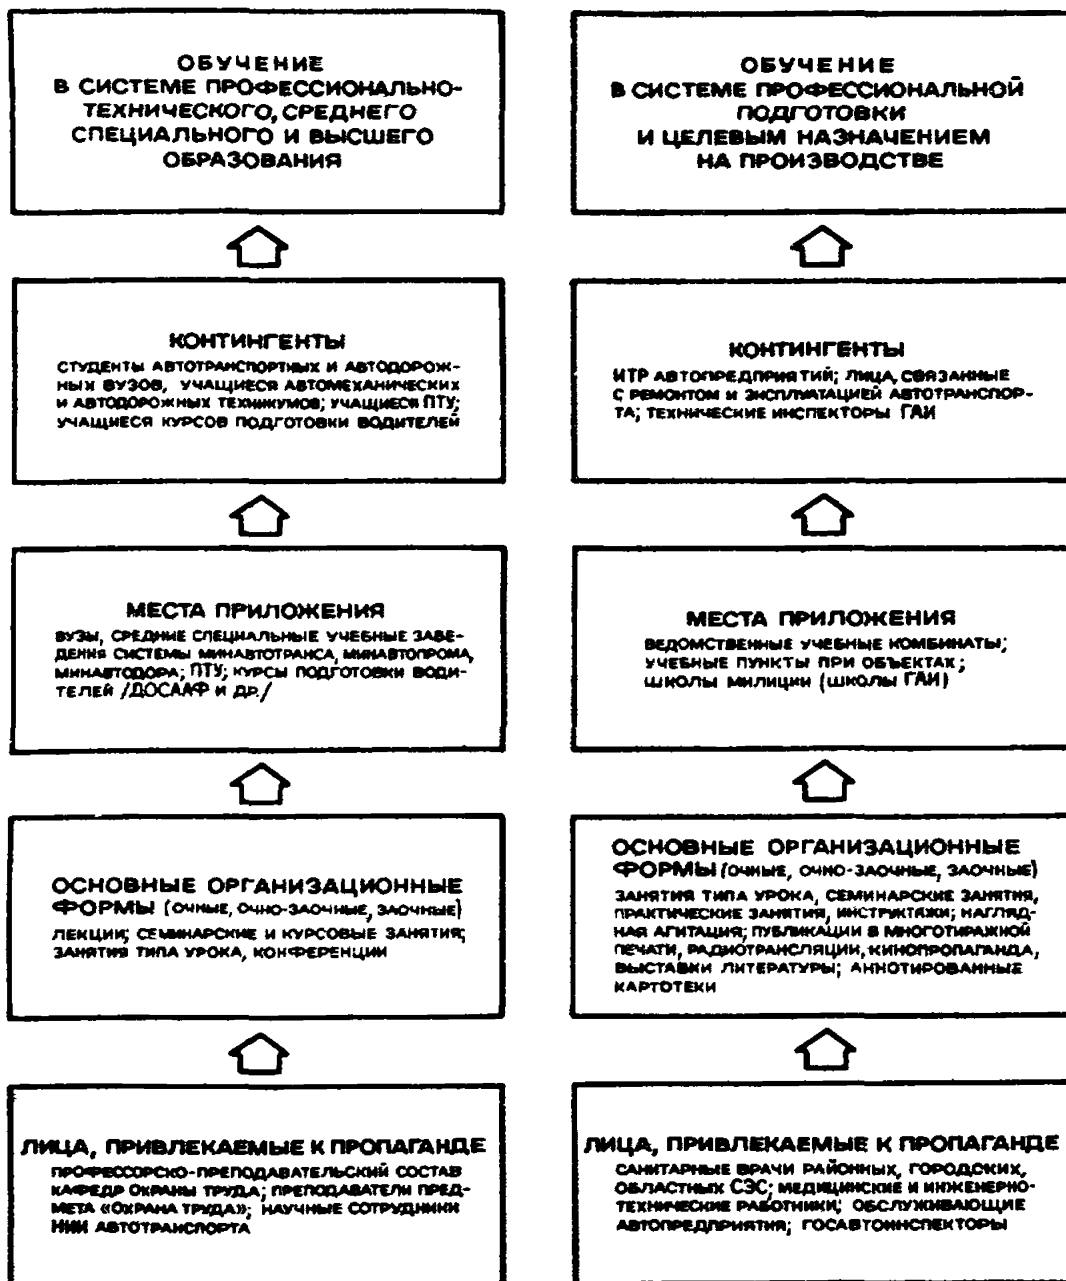 ОБУЧЕНИЕ
В СИСТЕМЕ ПРОФЕССИОНАЛЬНО-
ТЕХНИЧЕСКОГО, СРЕДНЕГО
СПЕЦИАЛЬНОГО И ВЫСШЕГО
ОБРАЗОВАНИЯ
КОНТИНГЕНТЫ
СТУДЕНТЫ АВТОТРАНСПОРТНЫХ И АВТОДОРОЖ-
НЫХ ВУЗОВ, УЧАЩИЕСЯ АВТОМЕХАНИЧЕСКИХ
И АВТОДОРОЖНЫХ ТЕХНИКУМОВ; УЧАЩИЕСЯ ПТУ;
УЧАЩИЕСЯ КУРСОВ ПОДГОТОВКИ ВОДИТЕЛЕЙ
МЕСТА ПРИЛОЖЕНИЯ
ВУЗЫ, СРЕДНИЕ СПЕЦИАЛЬНЫЕ УЧЕБНЫЕ ЗАВЕ-
ДЕНИЯ СИСТЕМЫ МИНАВТОТРАНСА, МИНАВТОПРОМА,
МИНАВТОДОРА; ПТУ; КУРСЫ ПОДГОТОВКИ ВОДИ-
ТЕЛЕЙ /ДОСААФ И ДР./
ОСНОВНЫЕ ОРГАНИЗАЦИОННЫЕ
ФОРМЫ (ОЧНЫЕ, ОЧНО-ЗАОЧНЫЕ, ЗАОЧНЫЕ)
ЛЕКЦИИ; СЕМИНАРСКИЕ И КУРСОВЫЕ ЗАНЯТИЯ;
ЗАНЯТИЯ ТИПА УРОКА, КОНФЕРЕНЦИИ
ЛИЦА, ПРИВЛЕКАЕМЫЕ К ПРОПАГАНДЕ
ПРОФЕССОРСКО-ПРЕПОДАВАТЕЛЬСКИЙ СОСТАВ
КАФЕДР ОХРАНЫ ТРУДА; ПРЕПОДАВАТЕЛИ ПРЕД-
МЕТА «ОХРАНА ТРУДА»; НАУЧНЫЕ СОТРУДНИКИ
НИИ АВТОТРАНСПОРТА
ОБУЧЕНИЕ
В СИСТЕМЕ ПРОФЕССИОНАЛЬНОЙ
ПОДГОТОВКИ
И ЦЕЛЕВЫМ НАЗНАЧЕНИЕМ
НА ПРОИЗВОДСТВЕ
КОНТИНГЕНТЫ
ИТР АВТОПРЕДПРИЯТИЙ; ЛИЦА, СВЯЗАННЫЕ
С РЕМОНТОМ И ЭКСПЛУАТАЦИЕЙ АВТОТРАНСПОР-
ТА; ТЕХНИЧЕСКИЕ ИНСПЕКТОРЫ ГАИ
МЕСТА ПРИЛОЖЕНИЯ
ВЕДОМСТВЕННЫЕ УЧЕБНЫЕ КОМБИНАТЫ;
УЧЕБНЫЕ ПУНКТЫ ПРИ ОБЪЕКТАХ;
ШКОЛЫ МИЛИЦИИ (ШКОЛЫ ГАИ)
ОСНОВНЫЕ ОРГАНИЗАЦИОННЫЕ
ФОРМЫ (ОЧНЫЕ, ОЧНО-ЗАОЧНЫЕ, ЗАОЧНЫЕ)
ЗАНЯТИЯ ТИПА УРОКА, СЕМИНАРСКИЕ ЗАНЯТИЯ,
ПРАКТИЧЕСКИЕ ЗАНЯТИЯ, ИНСТРУКТАЖИ; НАГЛЯД-
НАЯ АГИТАЦИЯ; ПУБЛИКАЦИИ В МНОГОТИРАЖНОЙ
ПЕЧАТИ, РАДИОТРАНСЛЯЦИИ, КИНОПРОПАГАНДА,
ВЫСТАВКИ ЛИТЕРАТУРЫ; АННОТИРОВАННЫЕ
КАРТОТЕКИ
ЛИЦА, ПРИВЛЕКАЕМЫЕ К ПРОПАГАНДЕ
САНИТАРНЫЕ ВРАЧИ РАЙОННЫХ, ГОРОДСКИХ,
ОБЛАСТНЫХ СЭС; МЕДИЦИНСКИЕ И ИНЖЕНЕРНО-
ТЕХНИЧЕСКИЕ РАБОТНИКИ; ОБСЛУЖИВАЮЩИЕ
АВТОПРЕДПРИЯТИЯ; ГОСАВТОИНСПЕКТОРЫ